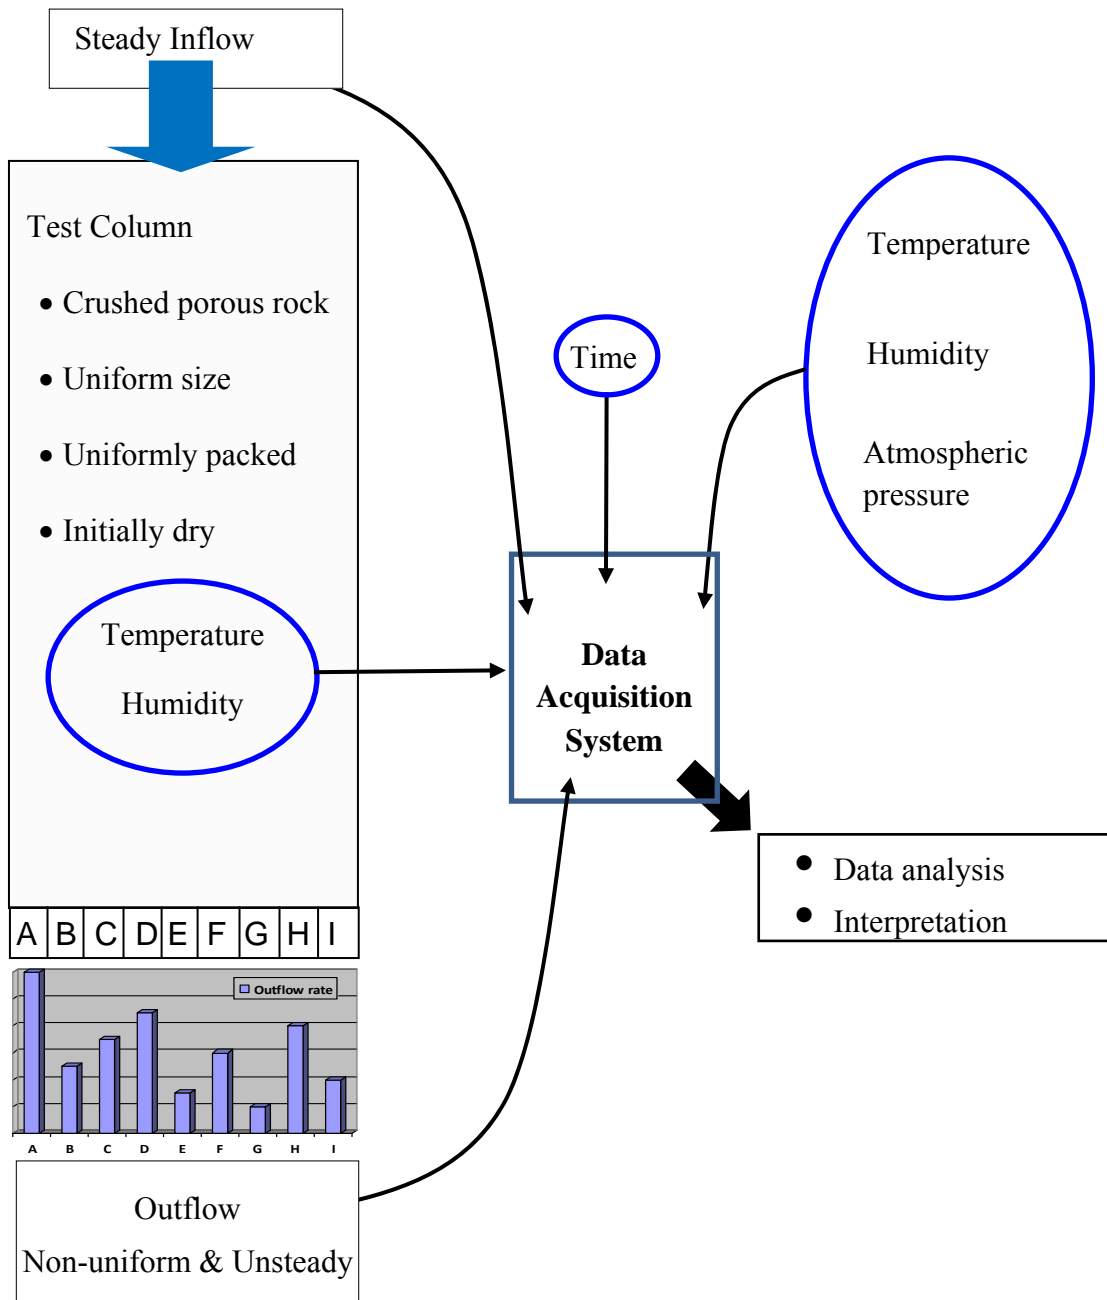 Steady Inflow
Test Column
• Crushed porous rock
• Uniform size
• Uniformly packed
• Initially dry
Temperature
Humidity
A B C D E F G H I
Outflow rate
A B C D E F G H I
Outflow
Non-uniform & Unsteady
Time
Temperature
Humidity
Atmospheric
pressure
Data
Acquisition
System
• Data analysis
• Interpretation